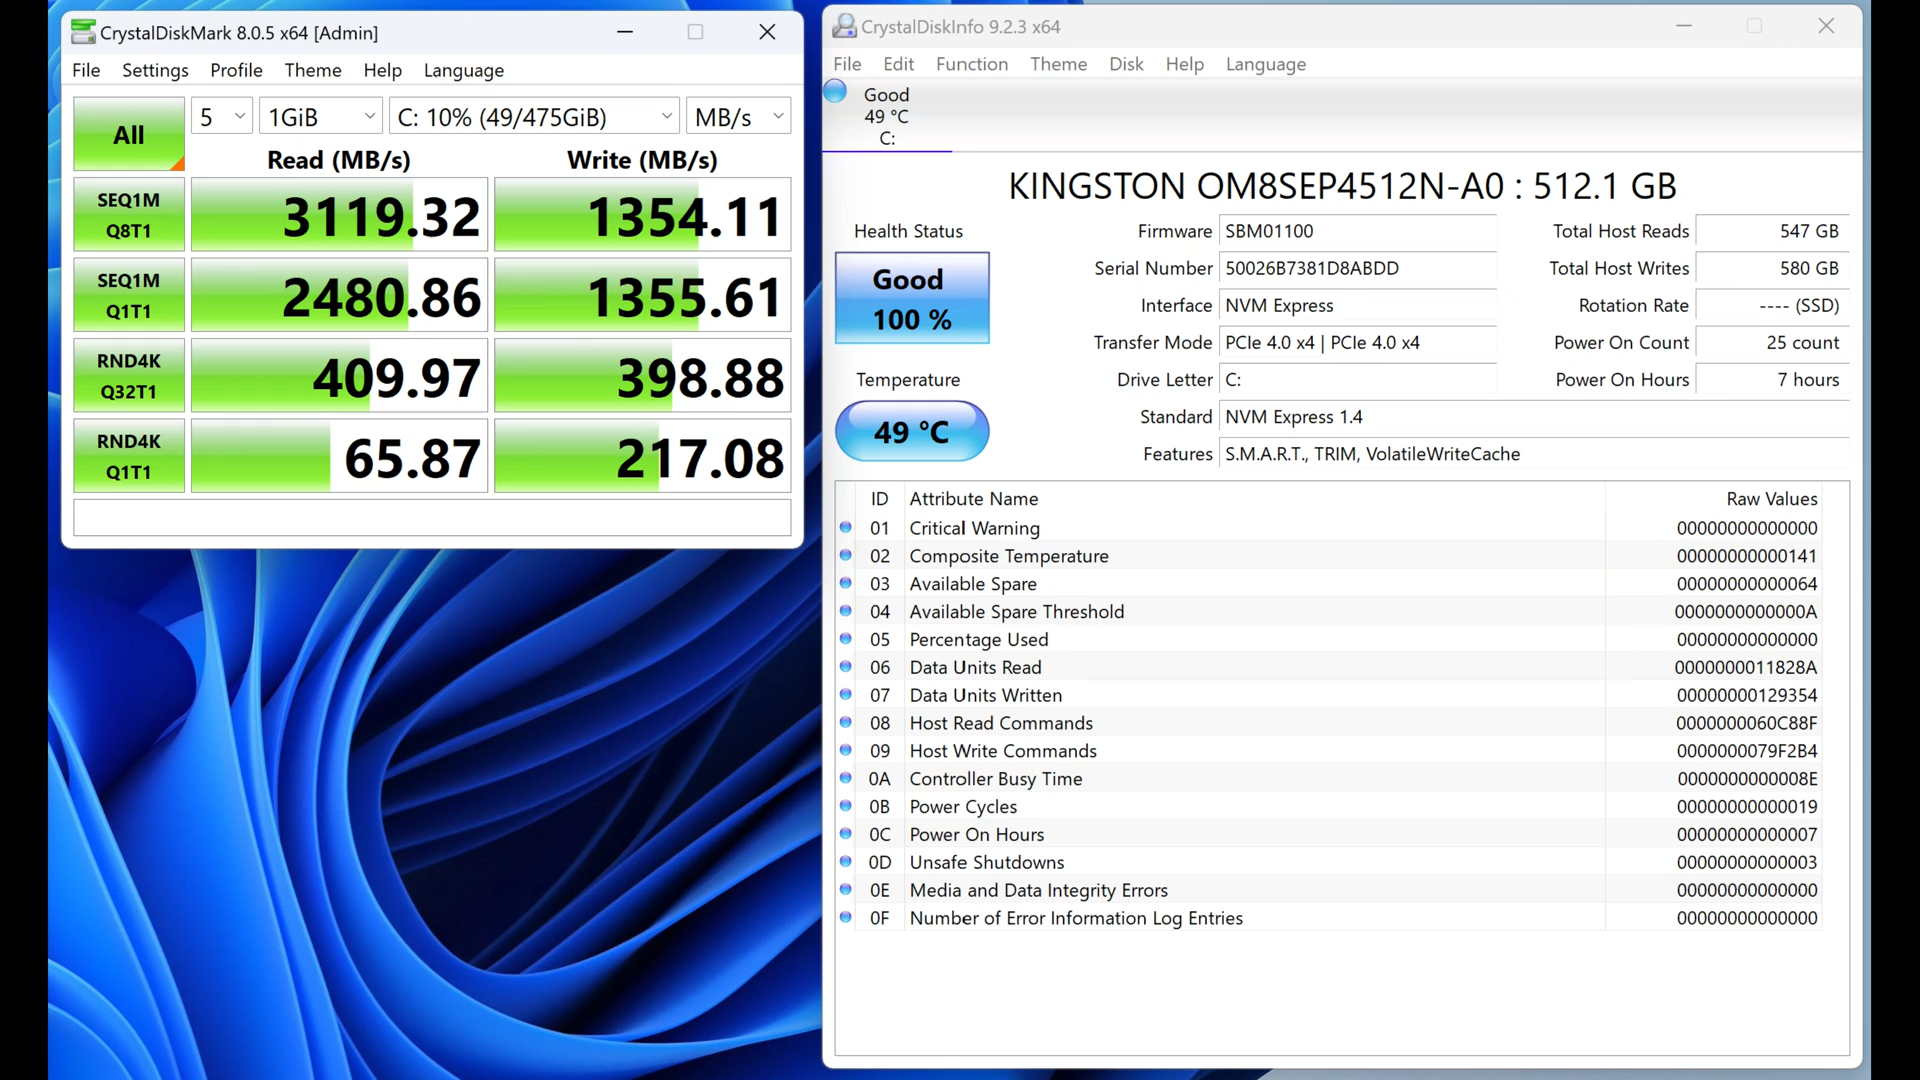 CrystalDiskMark 8.0.5 x64 [Admin]
File Settings Profile Theme Help Language
All
5 1GiB C: 10% (49/475GiB) MB/s
Read (MB/s) Write (MB/s)
SEQ1M
Q8T1
3119.32 1354.11
SEQ1M
Q1T1
2480.86 1355.61
RND4K
Q32T1
409.97 398.88
RND4K
Q1T1
65.87 217.08
CrystalDiskInfo 9.2.3 x64
File Edit Function Theme Disk Help Language
Good
49 °C
C:
KINGSTON OM8SEP4512N-A0 : 512.1 GB
Health Status
Good
100 %
Temperature
49 °C
Firmware SBM01100
Serial Number 50026B7381D8ABDD
Interface NVM Express
Transfer Mode PCIe 4.0 x4 | PCIe 4.0 x4
Drive Letter C:
Standard NVM Express 1.4
Features S.M.A.R.T., TRIM, VolatileWriteCache
Total Host Reads 547 GB
Total Host Writes 580 GB
Rotation Rate ---- (SSD)
Power On Count 25 count
Power On Hours 7 hours
ID Attribute Name Raw Values
01 Critical Warning 00000000000000
02 Composite Temperature 00000000000141
03 Available Spare 00000000000064
04 Available Spare Threshold 0000000000000A
05 Percentage Used 00000000000000
06 Data Units Read 0000000011828A
07 Data Units Written 00000000129354
08 Host Read Commands 0000000060C88F
09 Host Write Commands 0000000079F2B4
0A Controller Busy Time 0000000000008E
0B Power Cycles 00000000000019
0C Power On Hours 00000000000007
0D Unsafe Shutdowns 00000000000003
0E Media and Data Integrity Errors 00000000000000
0F Number of Error Information Log Entries 00000000000000